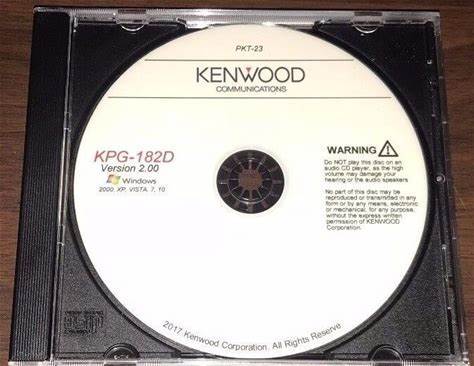 PKT-23
KENWOOD
COMMUNICATIONS
KPG-182D
Version 2.00
Windows
2000, XP, VISTA, 7, 10
WARNING
Do NOT play this disc on an
audio CD player, as the high
volume may damage your
hearing or the audio speakers
No part of this disc may be
reproduced or transmitted in any
form or by any means, electronic
or mechanical, for any purpose,
without the express written
permission of KENWOOD
Corporation.
2017 Kenwood Corporation. All Rights Reserve